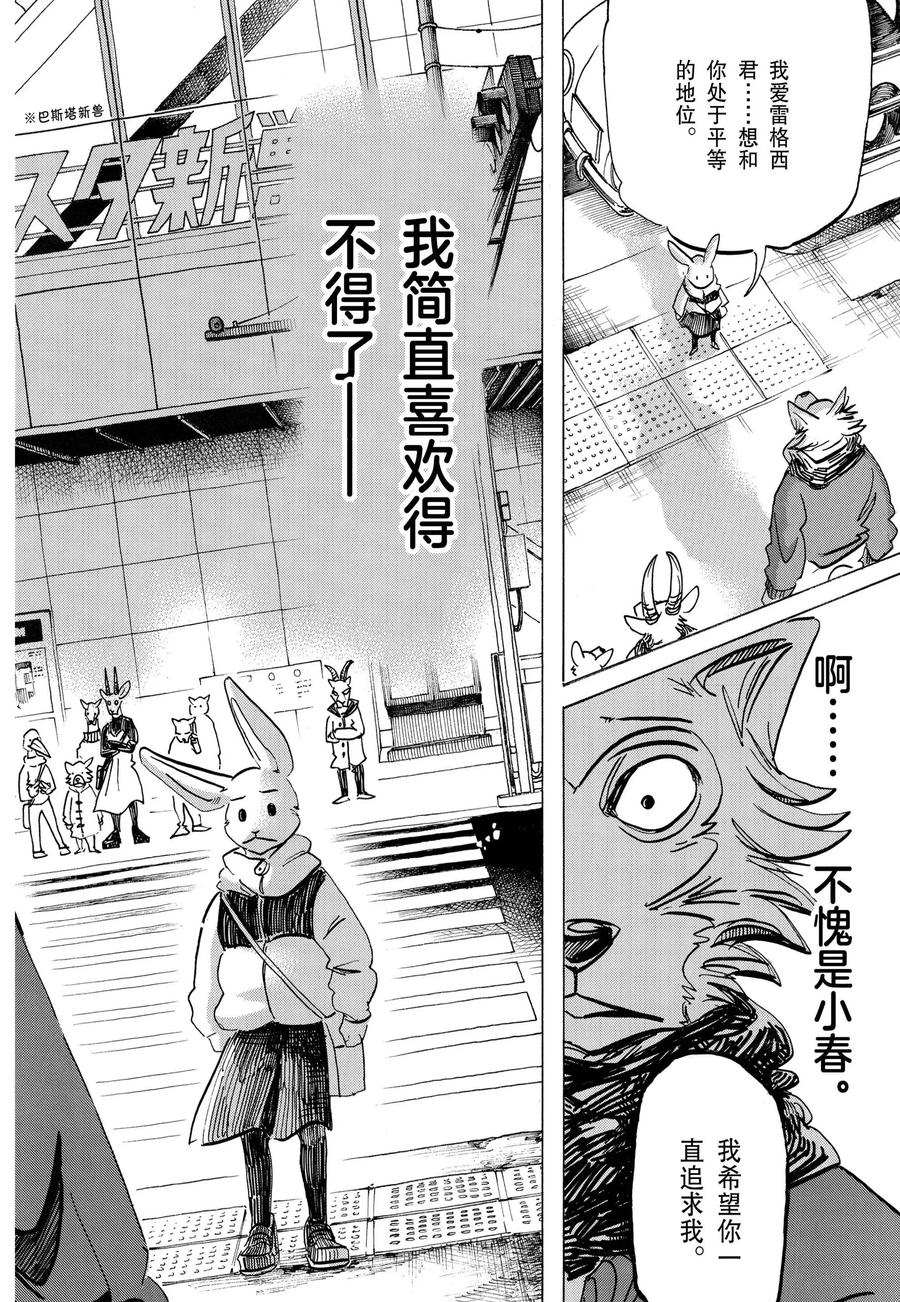 我爱雷格西
君……想和
你处于平等
的地位。
啊……
不愧是小春。
我希望你一
直追求我。
我简直喜欢得
不得了——
※巴斯塔新兽
スタ新